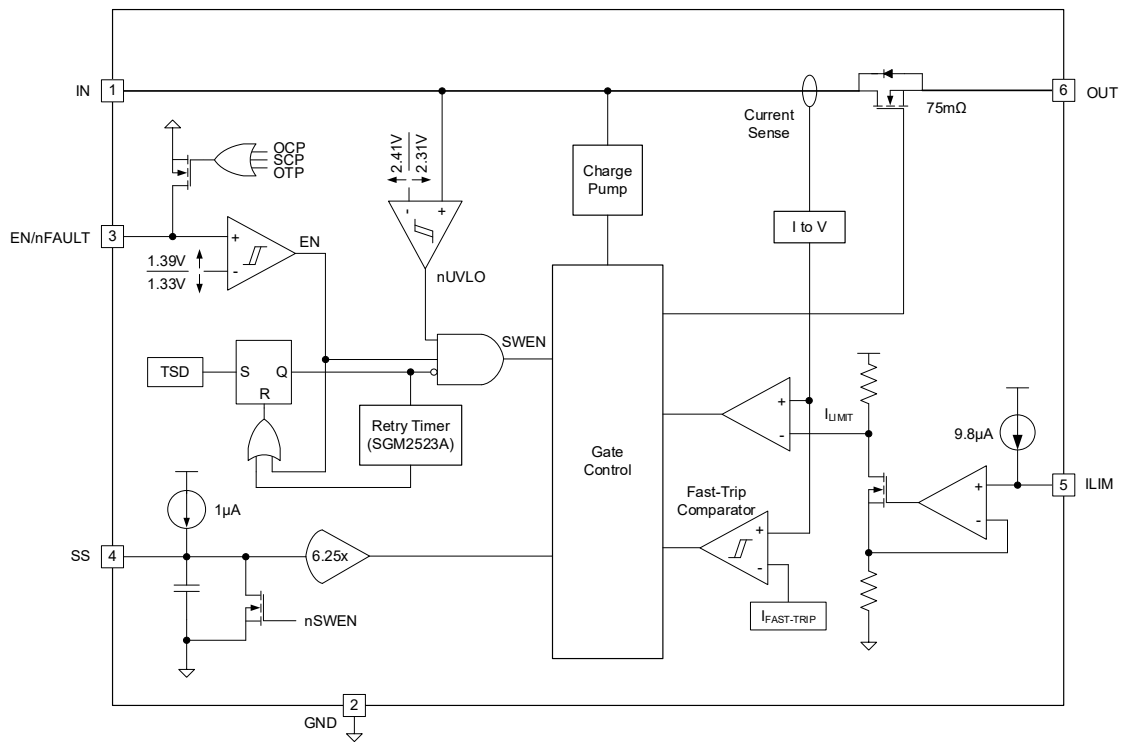 IN
1
6
OUT
Current
Sense
75mΩ
OCP
SCP
OTP
2.41V
2.31V
Charge
Pump
EN/nFAULT
3
+
-
EN
1.39V
1.33V
-
+
nUVLO
I to V
SWEN
TSD
S
Q
R
Retry Timer
(SGM2523A)
Gate
Control
+
-
ILIMIT
9.8µA
5
ILIM
+
-
Fast-Trip
Comparator
+
-
IFAST-TRIP
1µA
SS
4
6.25x
nSWEN
2
GND